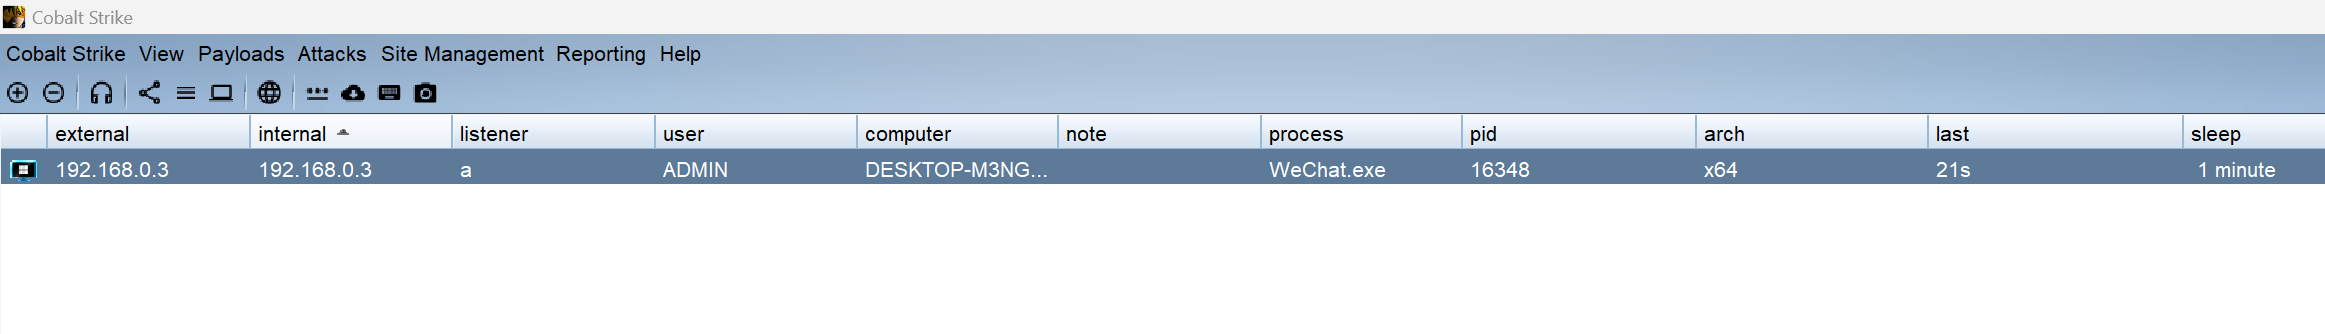 Cobalt Strike
Cobalt Strike View Payloads Attacks Site Management Reporting Help
external internal listener user computer note process pid arch last sleep
192.168.0.3 192.168.0.3 a ADMIN DESKTOP-M3NG... WeChat.exe 16348 x64 21s 1 minute